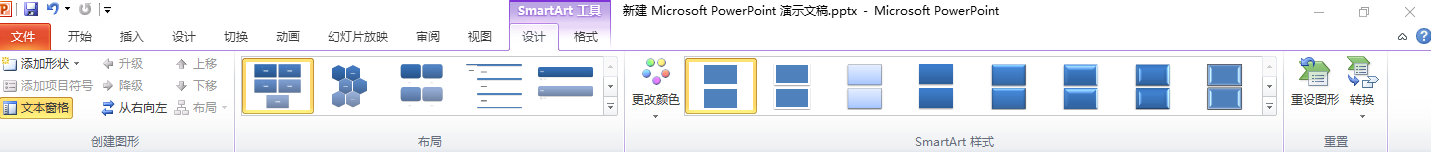 SmartArt 工具
新建 Microsoft PowerPoint 演示文稿.pptx - Microsoft PowerPoint
文件 开始 插入 设计 切换 动画 幻灯片放映 审阅 视图 设计 格式
添加形状 升级 上移
添加项目符号 降级 下移
文本窗格 从右向左 布局
更改颜色 重设图形 转换
创建图形 布局 SmartArt 样式 重置